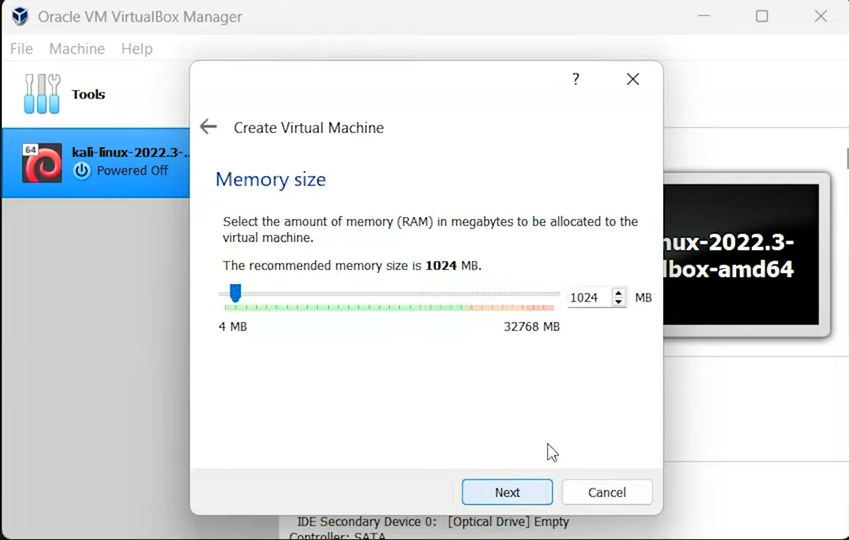 Oracle VM VirtualBox Manager
File Machine Help
Tools
64
kali-linux-2022.3-...
Powered Off
?
Create Virtual Machine
Memory size
Select the amount of memory (RAM) in megabytes to be allocated to the
virtual machine.
The recommended memory size is 1024 MB.
1024 MB
4 MB 32768 MB
Next Cancel
nux-2022.3-
lbox-amd64
IDE Secondary Device 0: [Optical Drive] Empty
Controller: SATA